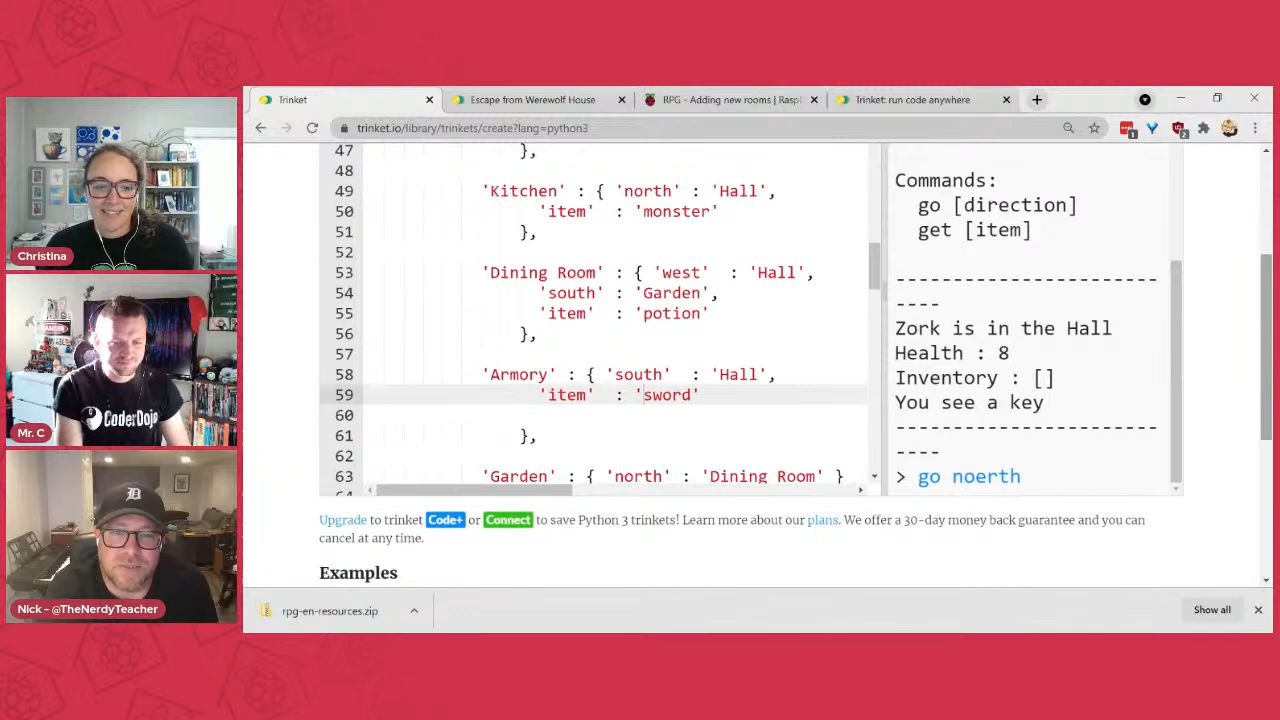 Christina
DANGER
CoderDojo
Mr. C
D
Nick - @TheNerdyTeacher
Trinket
Escape from Werewolf House
RPG - Adding new rooms | Rasp
Trinket: run code anywhere
trinket.io/library/trinkets/create?lang=python3
1
2
47 },
48
49 'Kitchen' : { 'north' : 'Hall',
50 'item' : 'monster'
51 },
52
53 'Dining Room' : { 'west' : 'Hall',
54 'south' : 'Garden',
55 'item' : 'potion'
56 },
57
58 'Armory' : { 'south' : 'Hall',
59 'item' : 'sword'
60
61 },
62
63 'Garden' : { 'north' : 'Dining Room' }
Commands:
go [direction]
get [item]
----------------------------
----
Zork is in the Hall
Health : 8
Inventory : []
You see a key
----------------------------
----
> go noerth
Upgrade to trinket Code+ or Connect to save Python 3 trinkets! Learn more about our plans. We offer a 30-day money back guarantee and you can
cancel at any time.
Examples
rpg-en-resources.zip
Show all